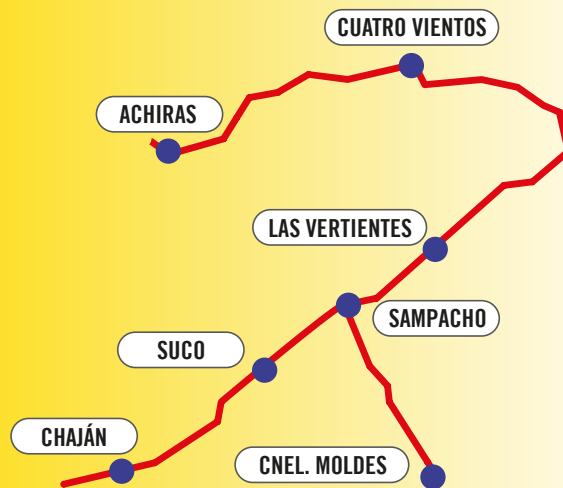 CUATRO VIENTOS
ACHIRAS
LAS VERTIENTES
SAMPACHO
SUCO
CHAJÁN
CNEL. MOLDES